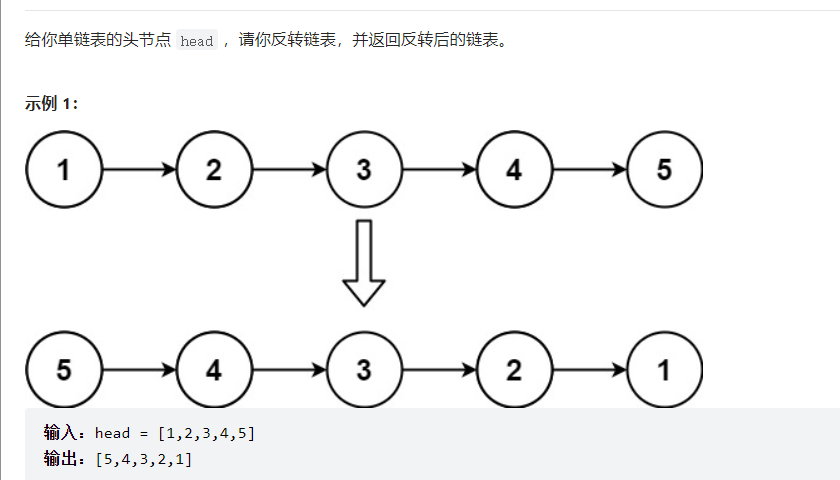 给你单链表的头节点 head ，请你反转链表，并返回反转后的链表。
示例 1：
1 2 3 4 5
5 4 3 2 1
输入：head = [1,2,3,4,5]
输出：[5,4,3,2,1]